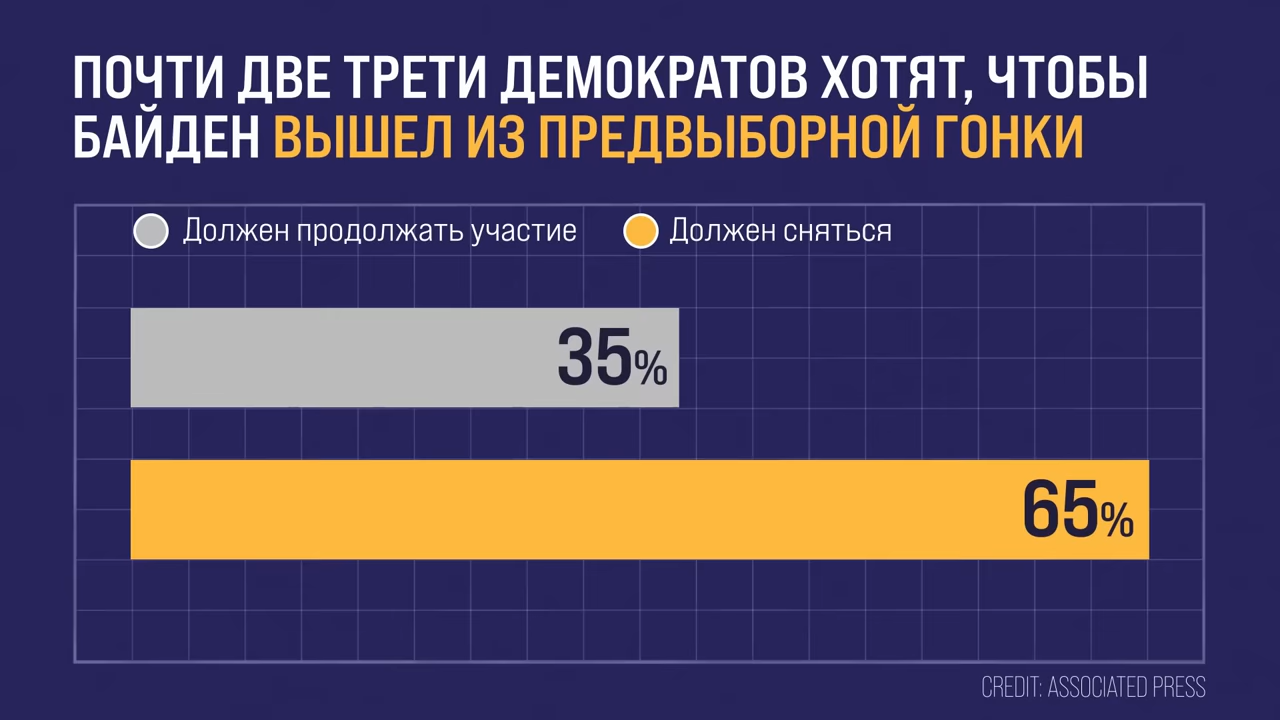 ПОЧТИ ДВЕ ТРЕТИ ДЕМОКРАТОВ ХОТЯТ, ЧТОБЫ
БАЙДЕН ВЫШЕЛ ИЗ ПРЕДВЫБОРНОЙ ГОНКИ
Должен продолжать участие Должен сняться
35%
65%
CREDIT: ASSOCIATED PRESS